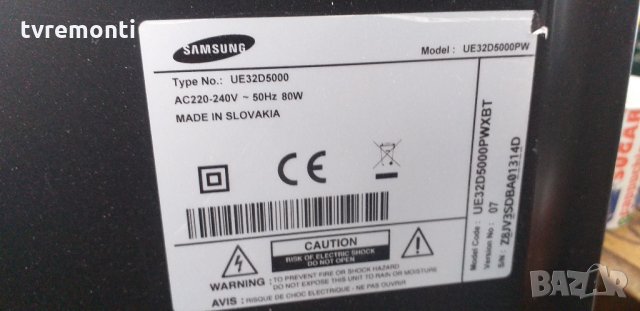 tvremonti
SAMSUNG
Model : UE32D5000PW
Type No.: UE32D5000
AC220-240V ~ 50Hz 80W
MADE IN SLOVAKIA
CE
Model Code : UE32D5000PWXBT
Version No : 07
S/N : Z8JV3SDBA01314D
CAUTION
RISK OF ELECTRIC SHOCK
DO NOT OPEN
WARNING : TO PREVENT FIRE OR SHOCK HAZARD
DO NOT EXPOSE THIS UNIT TO RAIN OR MOISTURE
AVIS : RISQUE DE CHOC ELECTRIQUE - NE PAS OUVRIR.
SUGAR
BAZAR